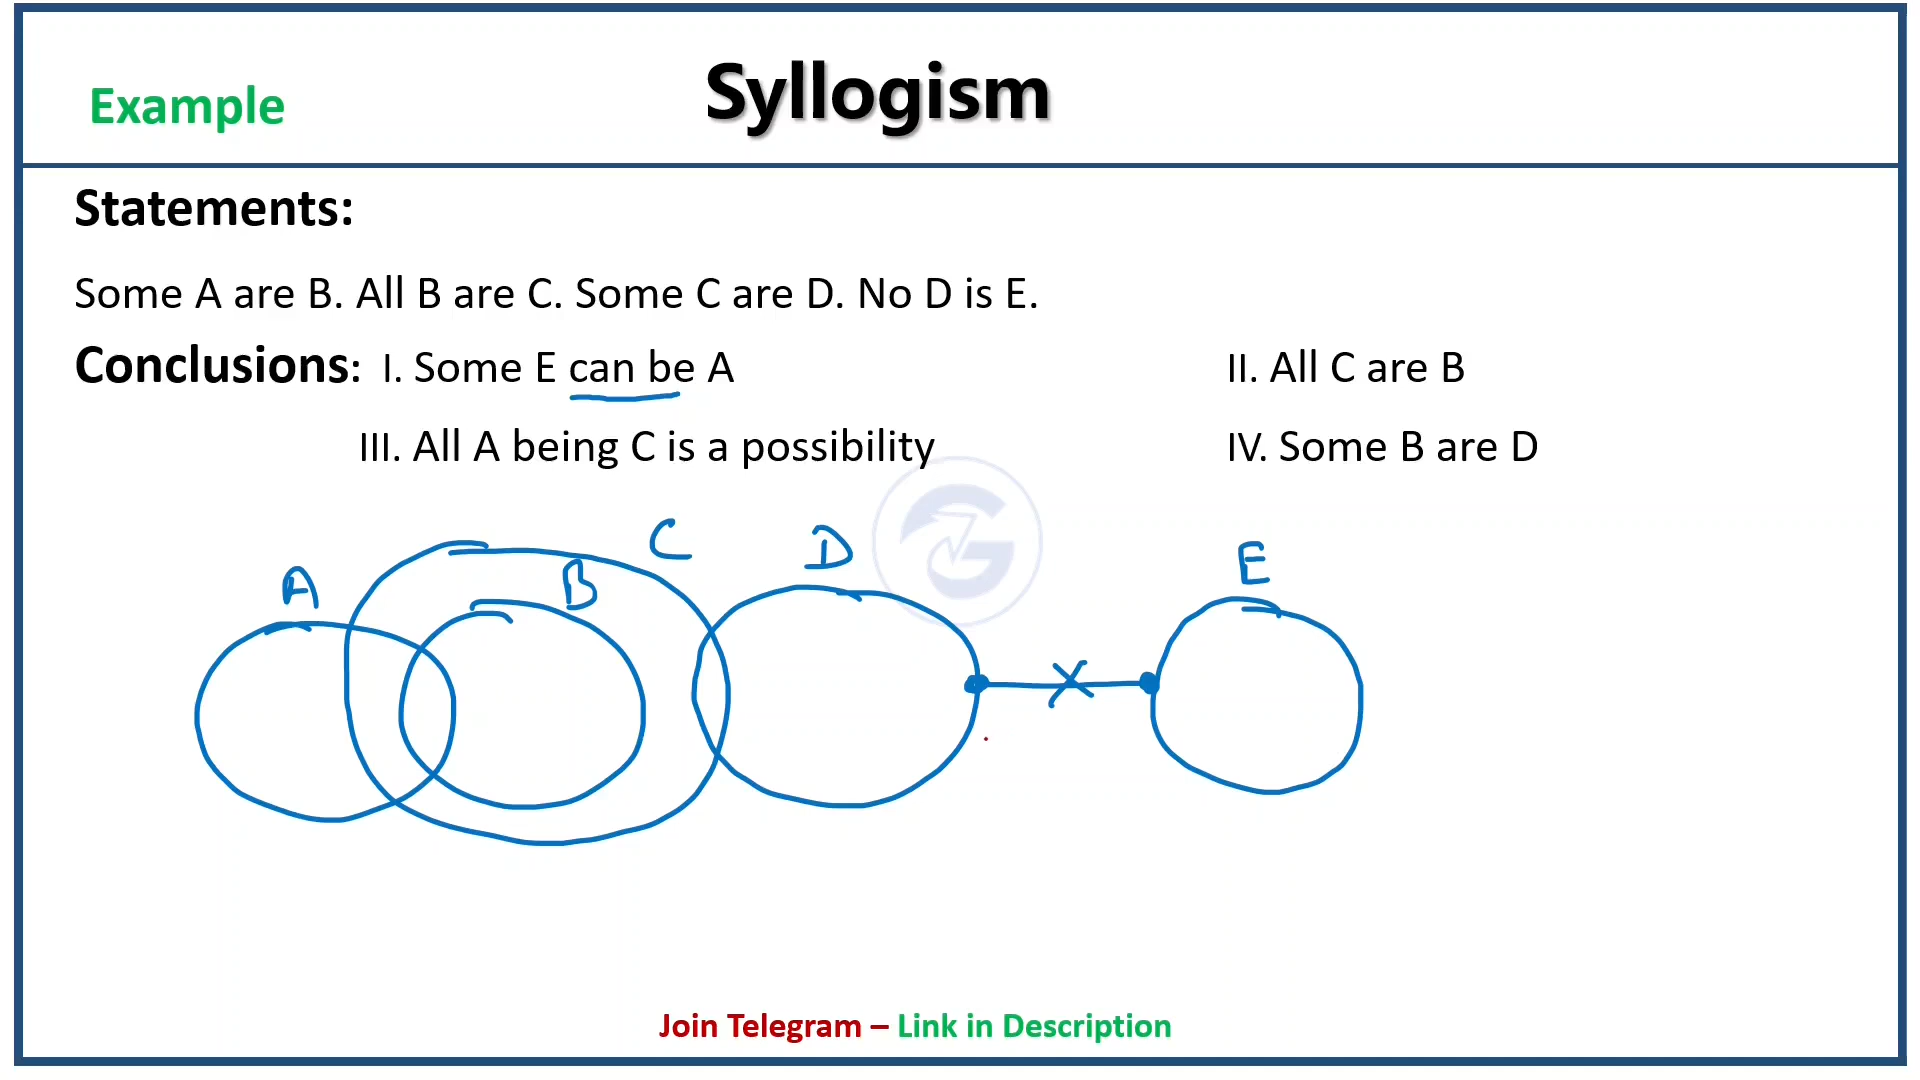 Example
Syllogism
Statements:
Some A are B. All B are C. Some C are D. No D is E.
Conclusions: I. Some E can be A II. All C are B
III. All A being C is a possibility IV. Some B are D
A B C D E
Join Telegram – Link in Description